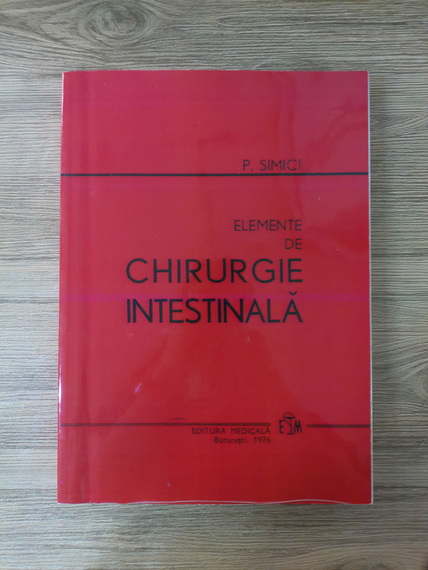 P. SIMICI
ELEMENTE
DE
CHIRURGIE
INTESTINALĂ
EDITURA MEDICALĂ
București, 1976
E M